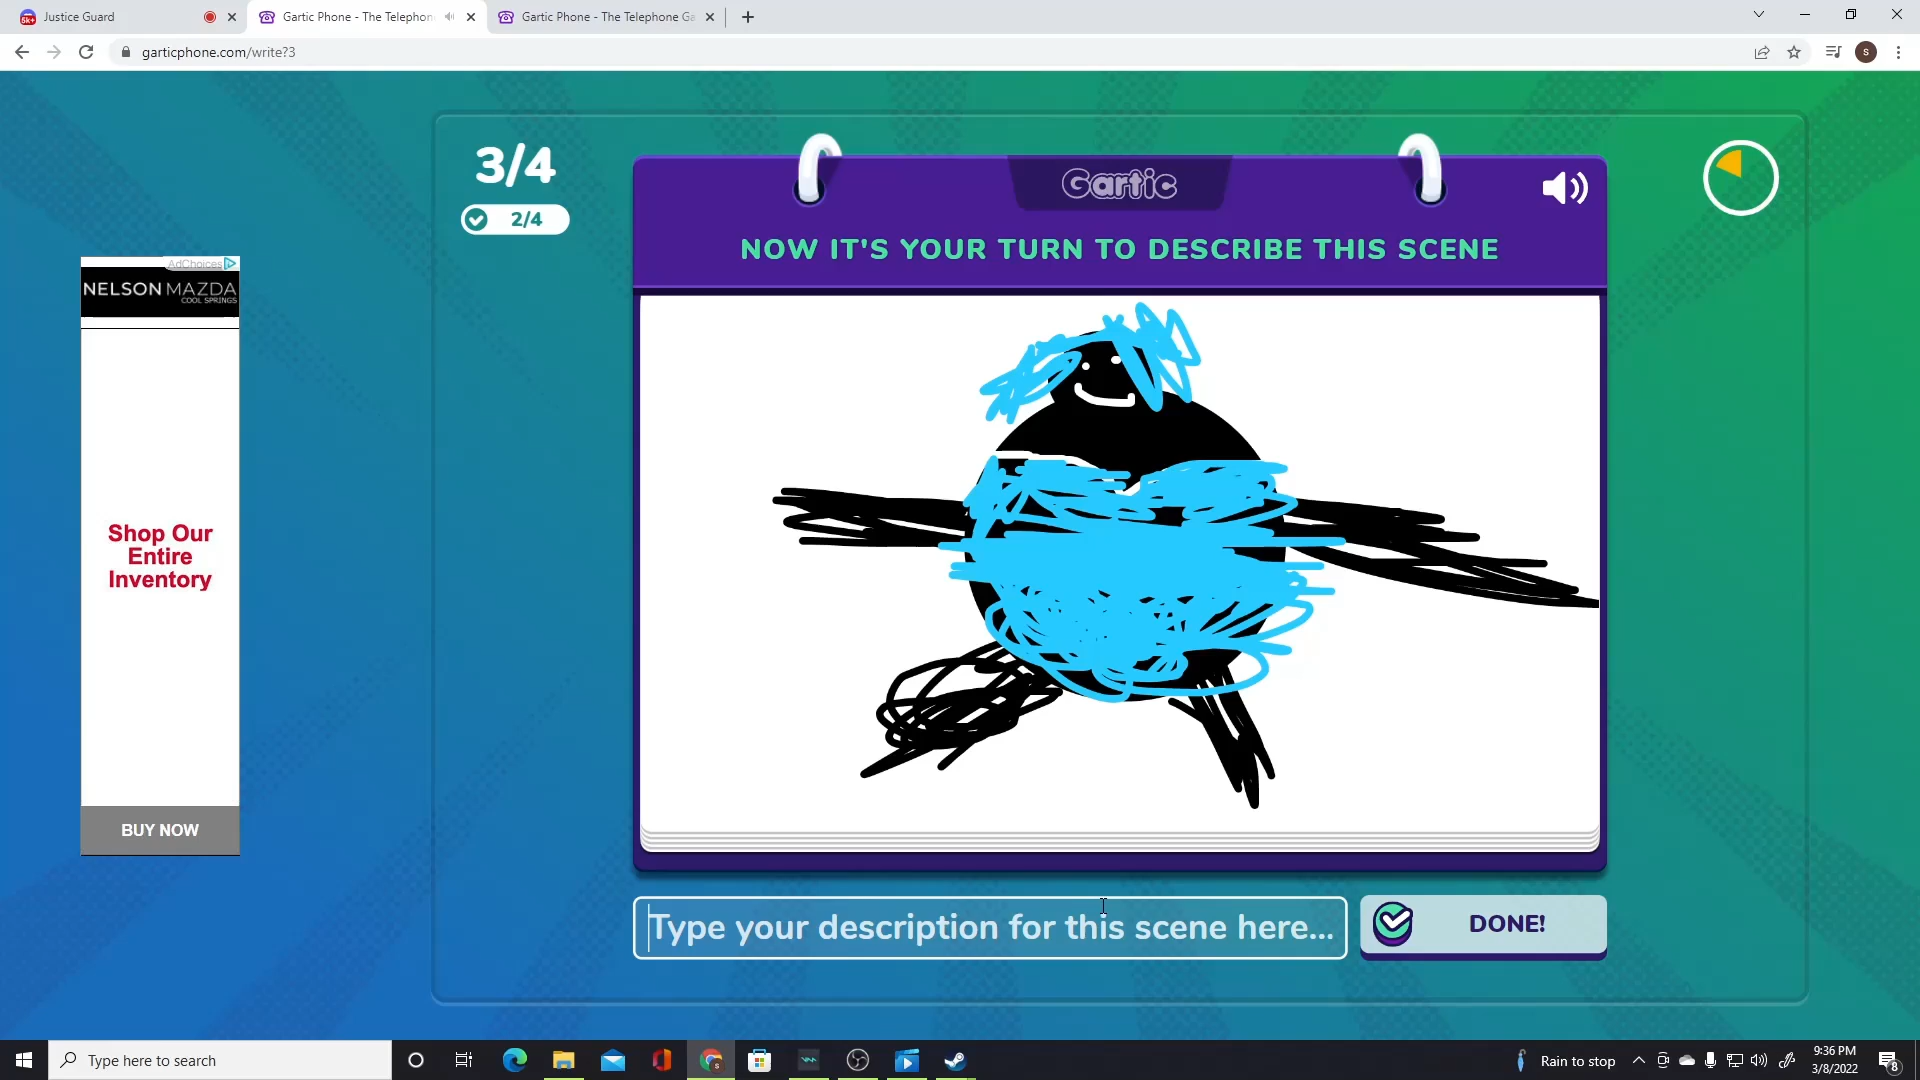 Justice Guard
Gartic Phone - The Telephon
Gartic Phone - The Telephone Ga
garticphone.com/write?3
S
3/4
2/4
Gartic
NOW IT'S YOUR TURN TO DESCRIBE THIS SCENE
AdChoices
NELSON MAZDA
COOL SPRINGS
Shop Our
Entire
Inventory
BUY NOW
Type your description for this scene here...
DONE!
Type here to search
Rain to stop
9:36 PM
3/8/2022
8